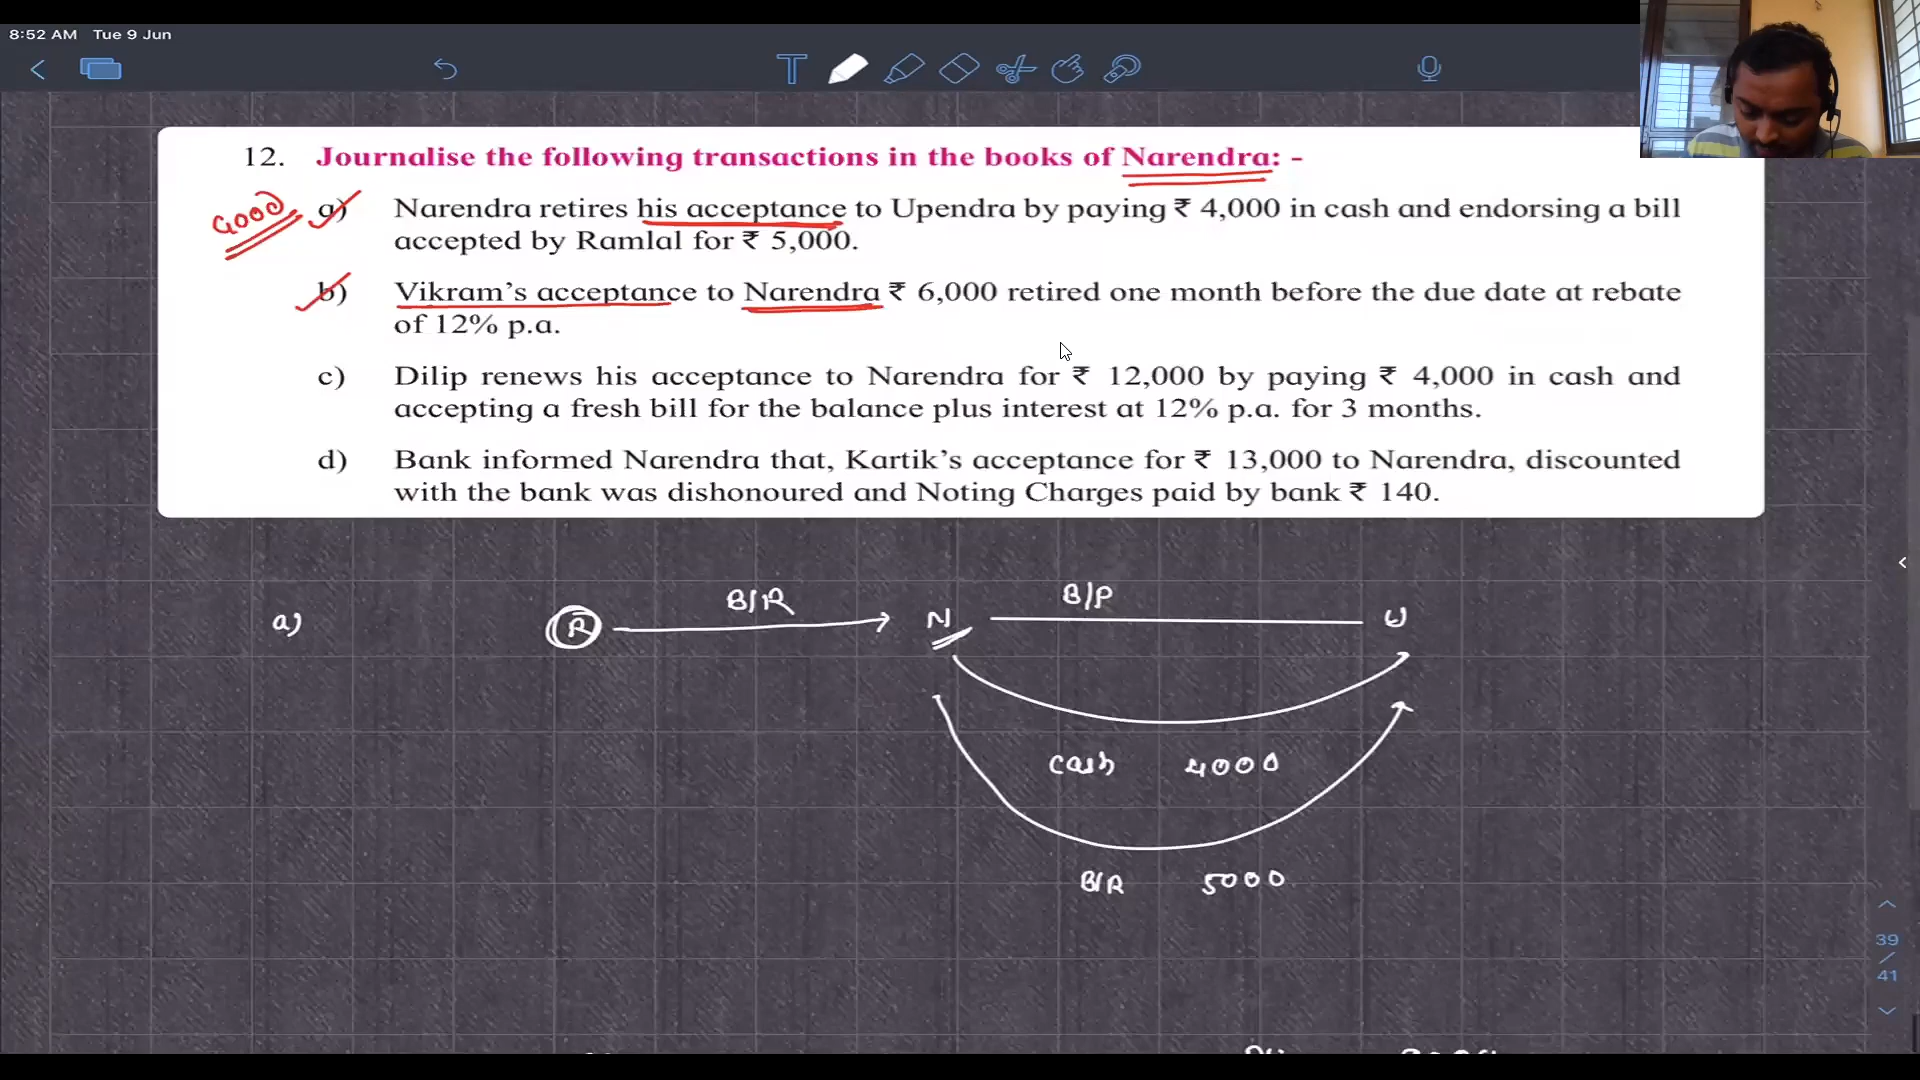 8:52 AM Tue 9 Jun
12. Journalise the following transactions in the books of Narendra: -
GOOD
a) Narendra retires his acceptance to Upendra by paying ₹ 4,000 in cash and endorsing a bill
accepted by Ramlal for ₹ 5,000.
b) Vikram’s acceptance to Narendra ₹ 6,000 retired one month before the due date at rebate
of 12% p.a.
c) Dilip renews his acceptance to Narendra for ₹ 12,000 by paying ₹ 4,000 in cash and
accepting a fresh bill for the balance plus interest at 12% p.a. for 3 months.
d) Bank informed Narendra that, Kartik’s acceptance for ₹ 13,000 to Narendra, discounted
with the bank was dishonoured and Noting Charges paid by bank ₹ 140.
B/R B/P
a) R N U
cash 4000
B/R 5000
39
/
41